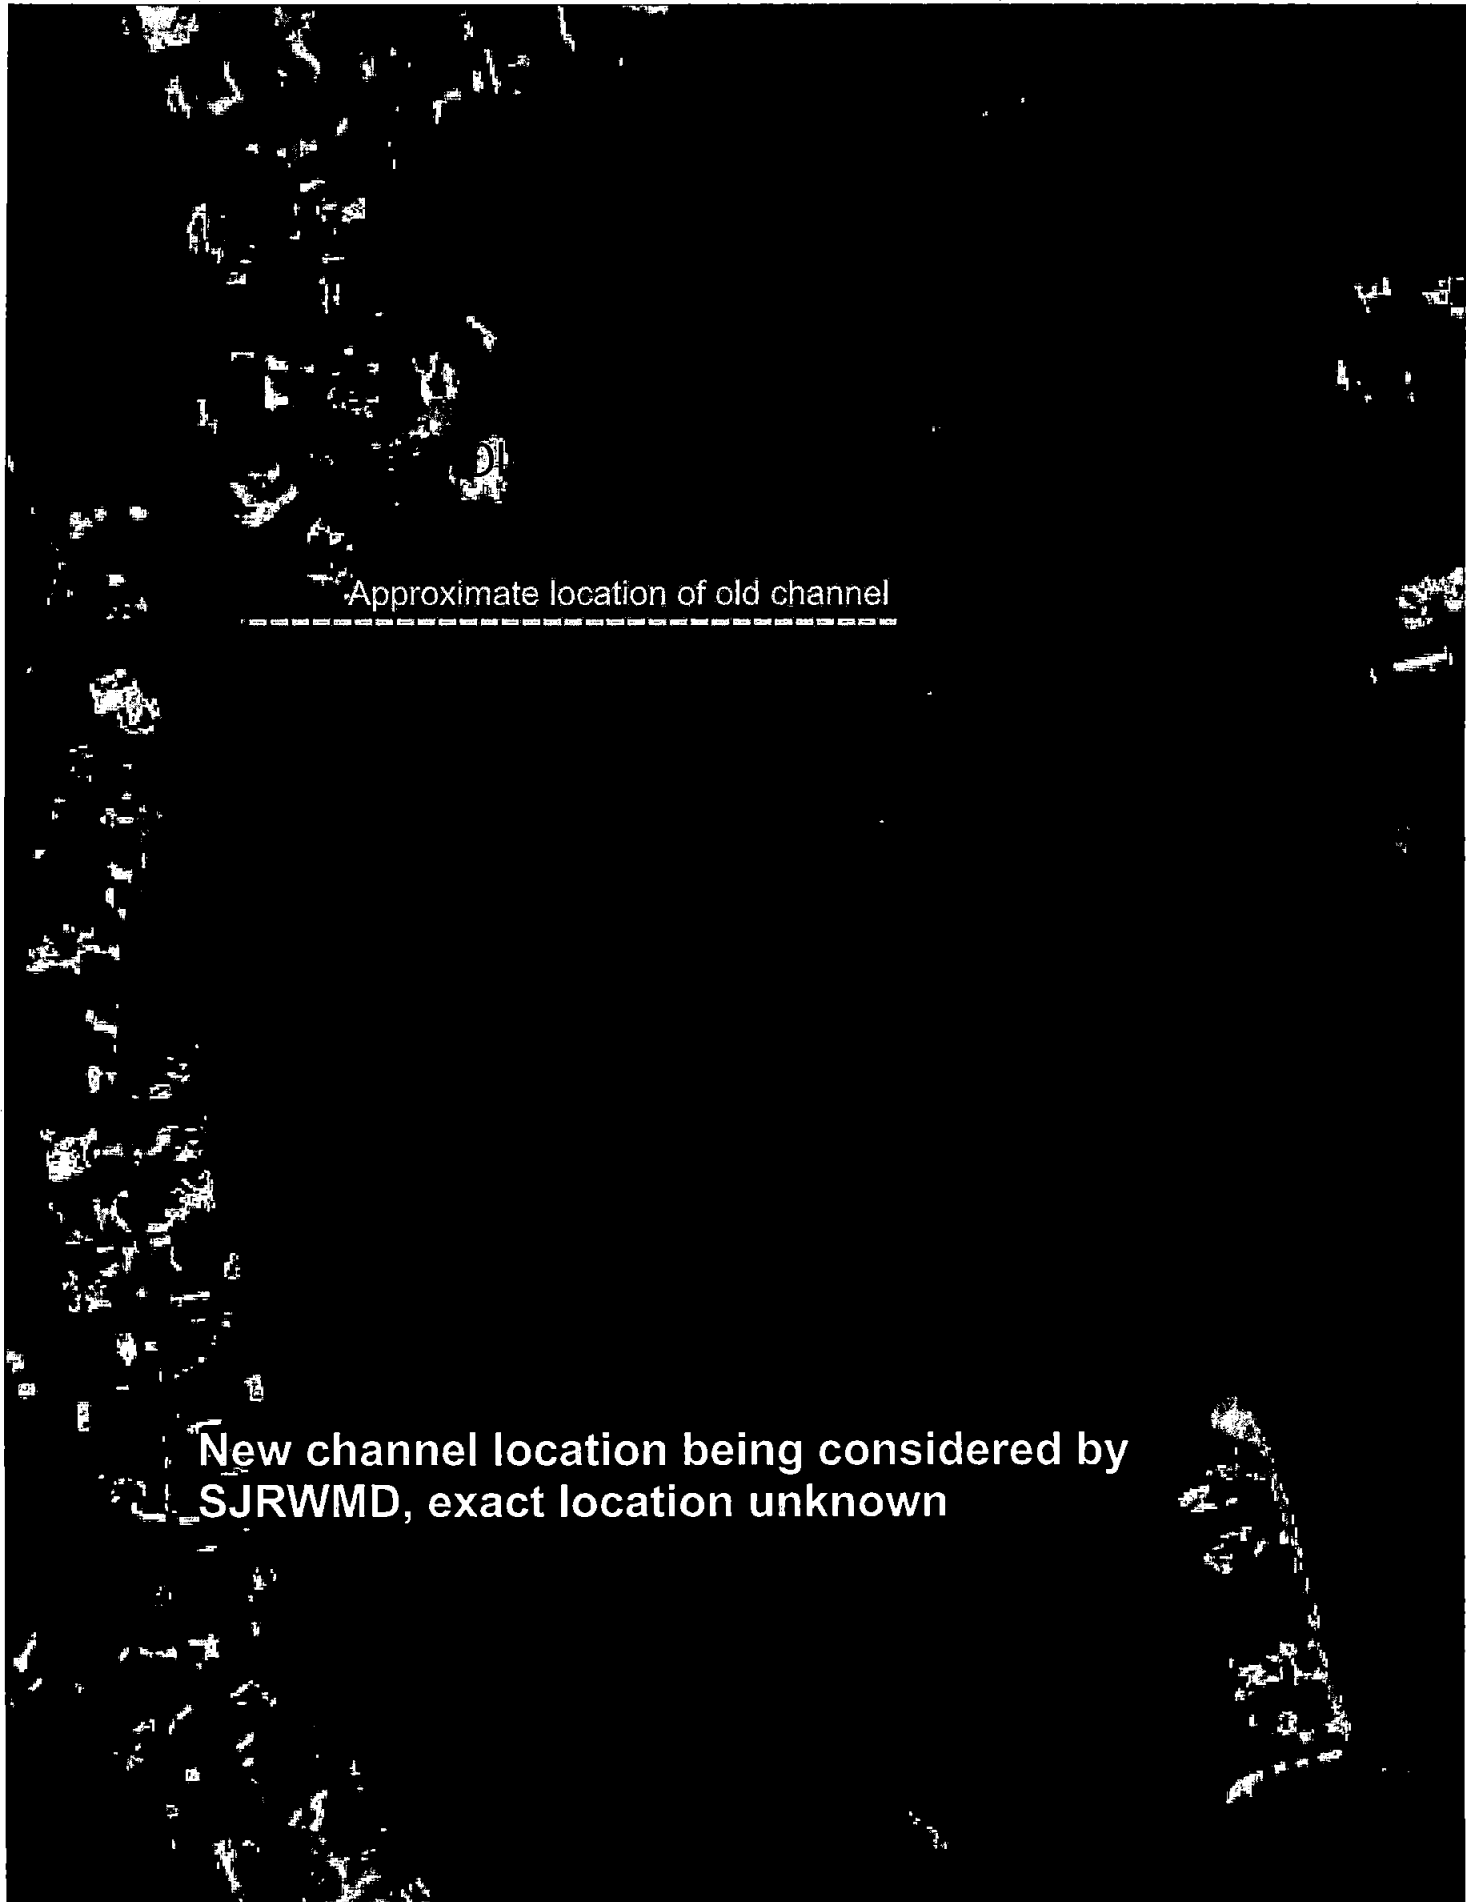 Approximate location of old channel
New channel location being considered by
SJRWMD, exact location unknown